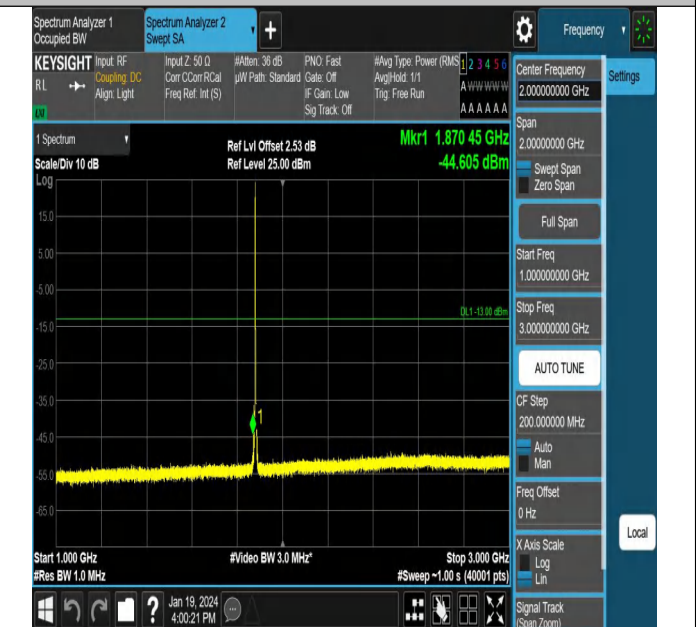 Spectrum Analyzer 1
Occupied BW
Spectrum Analyzer 2
Swept SA
+
Frequency
KEYSIGHT
RL
Input: RF
Coupling: DC
Align: Light
Input Z: 50 Ω
Corr CCorr RCal
Freq Ref: Int (S)
#Atten: 36 dB
µW Path: Standard
PNO: Fast
Gate: Off
IF Gain: Low
Sig Track: Off
#Avg Type: Power (RMS
Avg|Hold: 1/1
Trig: Free Run
1 2 3 4 5 6
A W W W W W
A A A A A A
1 Spectrum
Scale/Div 10 dB
Log
Ref Lvl Offset 2.53 dB
Ref Level 25.00 dBm
Mkr1 1.870 45 GHz
-44.605 dBm
15.0
5.00
-5.00
-15.0
-25.0
-35.0
-45.0
-55.0
-65.0
DL1 -13.00 dBm
1
Start 1.000 GHz
#Res BW 1.0 MHz
#Video BW 3.0 MHz*
Stop 3.000 GHz
#Sweep ~1.00 s (40001 pts)
Center Frequency
2.000000000 GHz
Settings
Span
2.00000000 GHz
Swept Span
Zero Span
Full Span
Start Freq
1.000000000 GHz
Stop Freq
3.000000000 GHz
AUTO TUNE
CF Step
200.000000 MHz
Auto
Man
Freq Offset
0 Hz
X Axis Scale
Log
Lin
Local
Signal Track
(Span Zoom)
?
Jan 19, 2024
4:00:21 PM